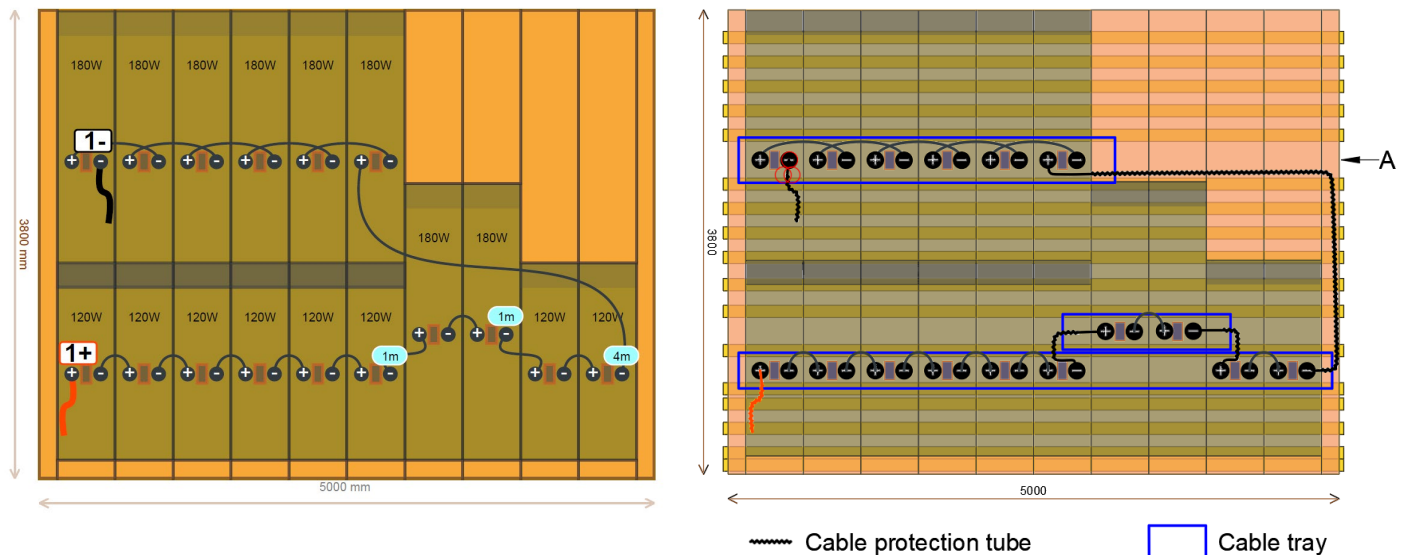 180W 180W 180W 180W 180W 180W
1-
+ - + - + - + - + - + -
180W 180W
120W 120W 120W 120W 120W 120W 120W 120W
1m
+ - + -
1+
1m 4m
+ - + - + - + - + - + - + - + -
3800 mm
5000 mm
A
+ - + - + - + - + - + -
3800
+ - + -
+ - + - + - + - + - + - + - + -
5000
Cable protection tube
Cable tray